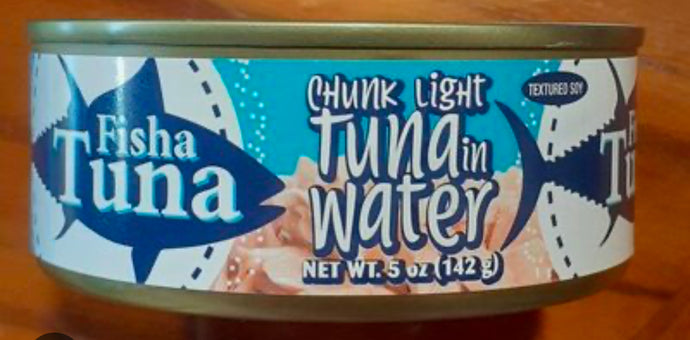 Fisha
Tuna
CHUNK LIGHT
Tuna in
water
NET WT. 5 oz (142 g)
TEXTURED SOY